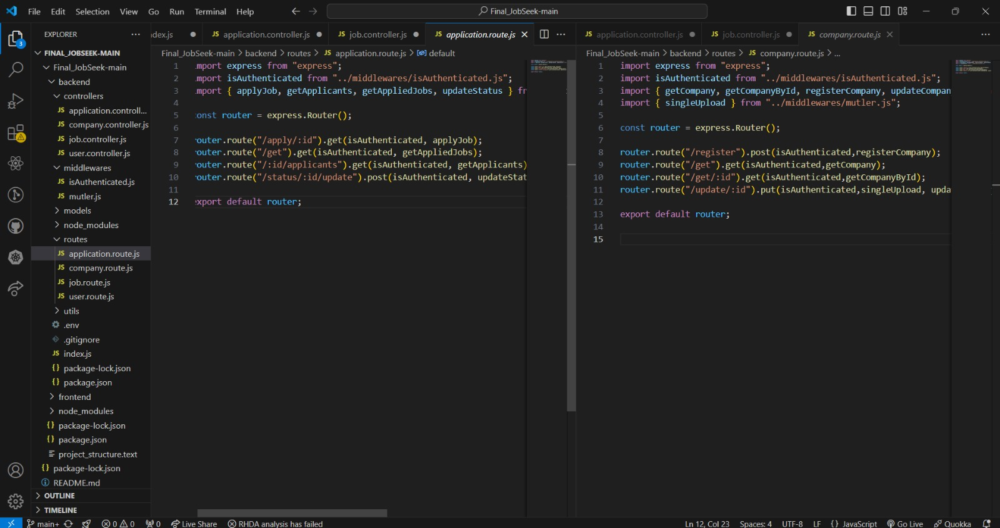 File Edit Selection View Go Run Terminal Help
Final_JobSeek-main
EXPLORER
FINAL_JOBSEEK-MAIN
Final_JobSeek-main
backend
controllers
JS application.controll...
JS company.controller.js
JS job.controller.js
JS user.controller.js
middlewares
JS isAuthenticated.js
JS mutler.js
models
node_modules
routes
JS application.route.js
JS company.route.js
JS job.route.js
JS user.route.js
utils
.env
.gitignore
JS index.js
{} package-lock.json
{} package.json
frontend
node_modules
{} package-lock.json
{} package.json
project_structure.text
{} package-lock.json
README.md
OUTLINE
TIMELINE
3
dex.js JS application.controller.js JS job.controller.js JS application.route.js
Final_JobSeek-main > backend > routes > JS application.route.js > default
1 mport express from "express";
2 mport isAuthenticated from "../middlewares/isAuthenticated.js";
3 mport { applyJob, getApplicants, getAppliedJobs, updateStatus } fr
4
5 onst router = express.Router();
6
7 outer.route("/apply/:id").get(isAuthenticated, applyJob);
8 outer.route("/get").get(isAuthenticated, getAppliedJobs);
9 outer.route("/:id/applicants").get(isAuthenticated, getApplicants)
10 outer.route("/status/:id/update").post(isAuthenticated, updateStat
11
12 xport default router;
JS application.controller.js JS job.controller.js JS company.route.js
Final_JobSeek-main > backend > routes > JS company.route.js > ...
1 import express from "express";
2 import isAuthenticated from "../middlewares/isAuthenticated.js";
3 import { getCompany, getCompanyById, registerCompany, updateCompan
4 import { singleUpload } from "../middlewares/mutler.js";
5
6 const router = express.Router();
7
8 router.route("/register").post(isAuthenticated,registerCompany);
9 router.route("/get").get(isAuthenticated,getCompany);
10 router.route("/get/:id").get(isAuthenticated,getCompanyById);
11 router.route("/update/:id").put(isAuthenticated,singleUpload, upda
12
13 export default router;
14
15
main+ 0 0 0 Live Share RHDA analysis has failed Ln 12, Col 23 Spaces: 4 UTF-8 LF {} JavaScript Go Live Quokka